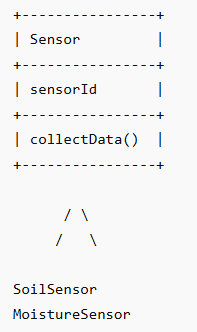 +----------------+
| Sensor         |
+----------------+
| sensorId       |
+----------------+
| collectData()  |
+----------------+
      / \
     /   \
SoilSensor
MoistureSensor